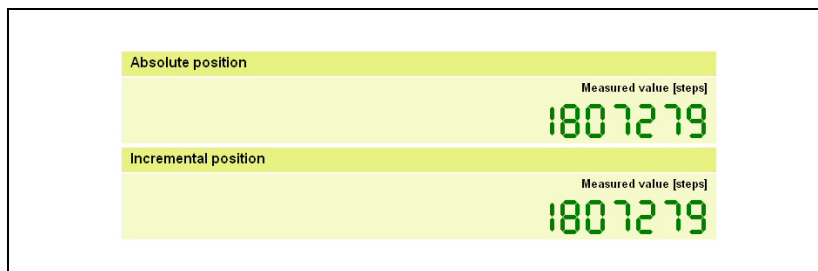 Absolute position
Measured value [steps]
1807279
Incremental position
Measured value [steps]
1807279